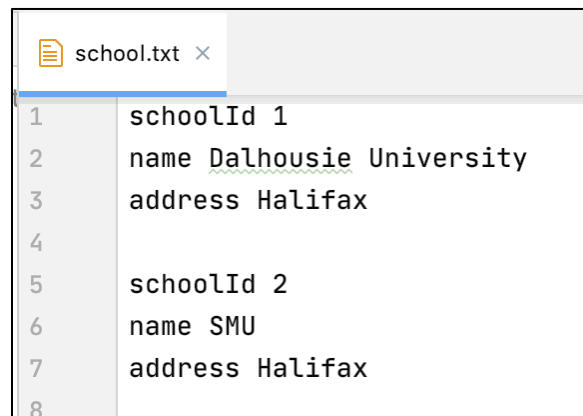 school.txt ×
1 schoolId 1
2 name Dalhousie University
3 address Halifax
4
5 schoolId 2
6 name SMU
7 address Halifax
8